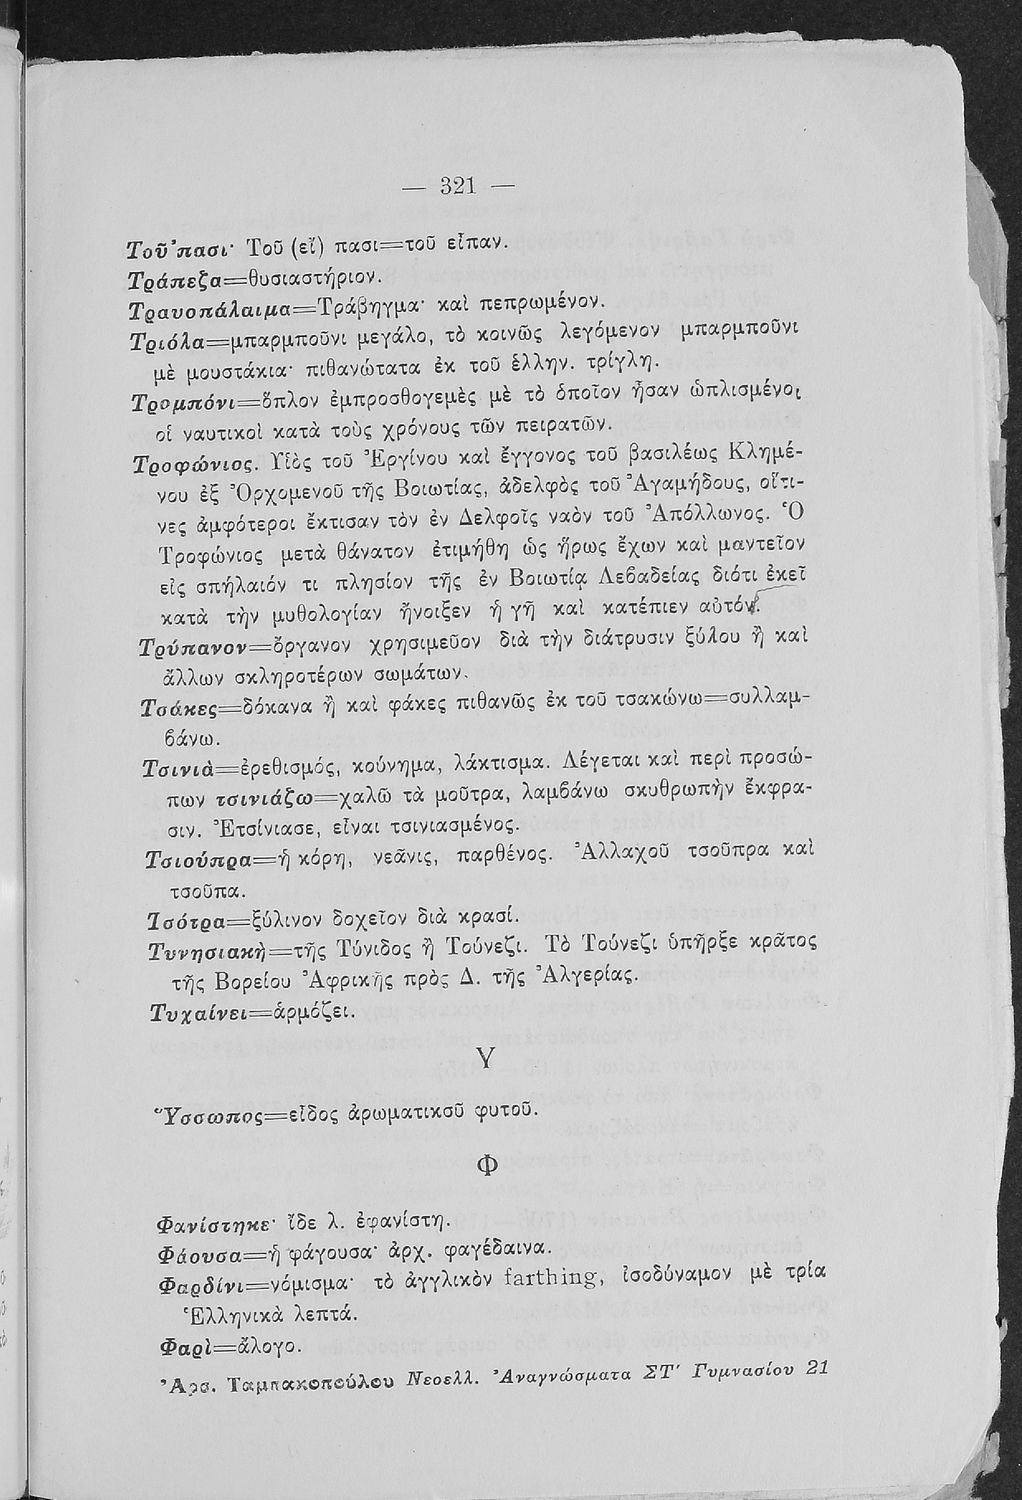 — 321 —
Τοῦ'πασι· Τοῦ (εἶ) πασι=τοῦ εἶπαν.
Τράπεζα=θυσιαστήριον.
Τραυοπάλαιμα=Τράβηγμα· καὶ πεπρωμένον.
Τριόλα=μπαρμποῦνι μεγάλο, τὸ κοινῶς λεγόμενον μπαρμποῦνι
μὲ μουστάκια· πιθανώτατα ἐκ τοῦ ἑλλην. τρίγλη.
Τρομπόνι=ὅπλον ἐμπροσθογεμὲς μὲ τὸ ὁποῖον ἦσαν ὡπλισμένοι
οἱ ναυτικοὶ κατὰ τοὺς χρόνους τῶν πειρατῶν.
Τροφώνιος. Υἱὸς τοῦ Ἐργίνου καὶ ἔγγονος τοῦ βασιλέως Κλημέ-
νου ἐξ Ὀρχομενοῦ τῆς Βοιωτίας, ἀδελφὸς τοῦ Ἀγαμήδους, οἵτι-
νες ἀμφότεροι ἔκτισαν τὸν ἐν Δελφοῖς ναὸν τοῦ Ἀπόλλωνος. Ὁ
Τροφώνιος μετὰ θάνατον ἐτιμήθη ὡς ἥρως ἔχων καὶ μαντεῖον
εἰς σπήλαιόν τι πλησίον τῆς ἐν Βοιωτίᾳ Λεβαδείας διότι ἐκεῖ
κατὰ τὴν μυθολογίαν ἤνοιξεν ἡ γῆ καὶ κατέπιεν αὐτόν.
Τρύπανον=ὄργανον χρησιμεῦον διὰ τὴν διάτρυσιν ξύλου ἢ καὶ
ἄλλων σκληροτέρων σωμάτων.
Τσάκες=δόκανα ἢ καὶ φάκες πιθανῶς ἐκ τοῦ τσακώνω=συλλαμ-
βάνω.
Τσινιὰ=ἐρεθισμός, κούνημα, λάκτισμα. Λέγεται καὶ περὶ προσώ-
πων τσινιάζω=χαλῶ τὰ μοῦτρα, λαμβάνω σκυθρωπὴν ἔκφρα-
σιν. Ἐτσίνιασε, εἶναι τσινιασμένος.
Τσιούπρα=ἡ κόρη, νεᾶνις, παρθένος. Ἀλλαχοῦ τσοῦπρα καὶ
τσοῦπα.
Τσότρα=ξύλινον δοχεῖον διὰ κρασί.
Τυνησιακὴ=τῆς Τύνιδος ἢ Τούνεζι. Τὸ Τούνεζι ὑπῆρξε κρᾶτος
τῆς Βορείου Ἀφρικῆς πρὸς Δ. τῆς Ἀλγερίας.
Τυχαίνει=ἁρμόζει.
Υ
Ὕσσωπος=εἶδος ἀρωματικοῦ φυτοῦ.
Φ
Φανίστηκε· ἴδε λ. ἐφανίστη.
Φάουσα=ἡ φάγουσα· ἀρχ. φαγέδαινα.
Φαρδίνι=νόμισμα· τὸ ἀγγλικὸν farthing, ἰσοδύναμον μὲ τρία
Ἑλληνικὰ λεπτά.
Φαρὶ=ἄλογο.
Ἀρσ. Ταμπακοπούλου Νεοελλ. Ἀναγνώσματα ΣΤ΄ Γυμνασίου 21